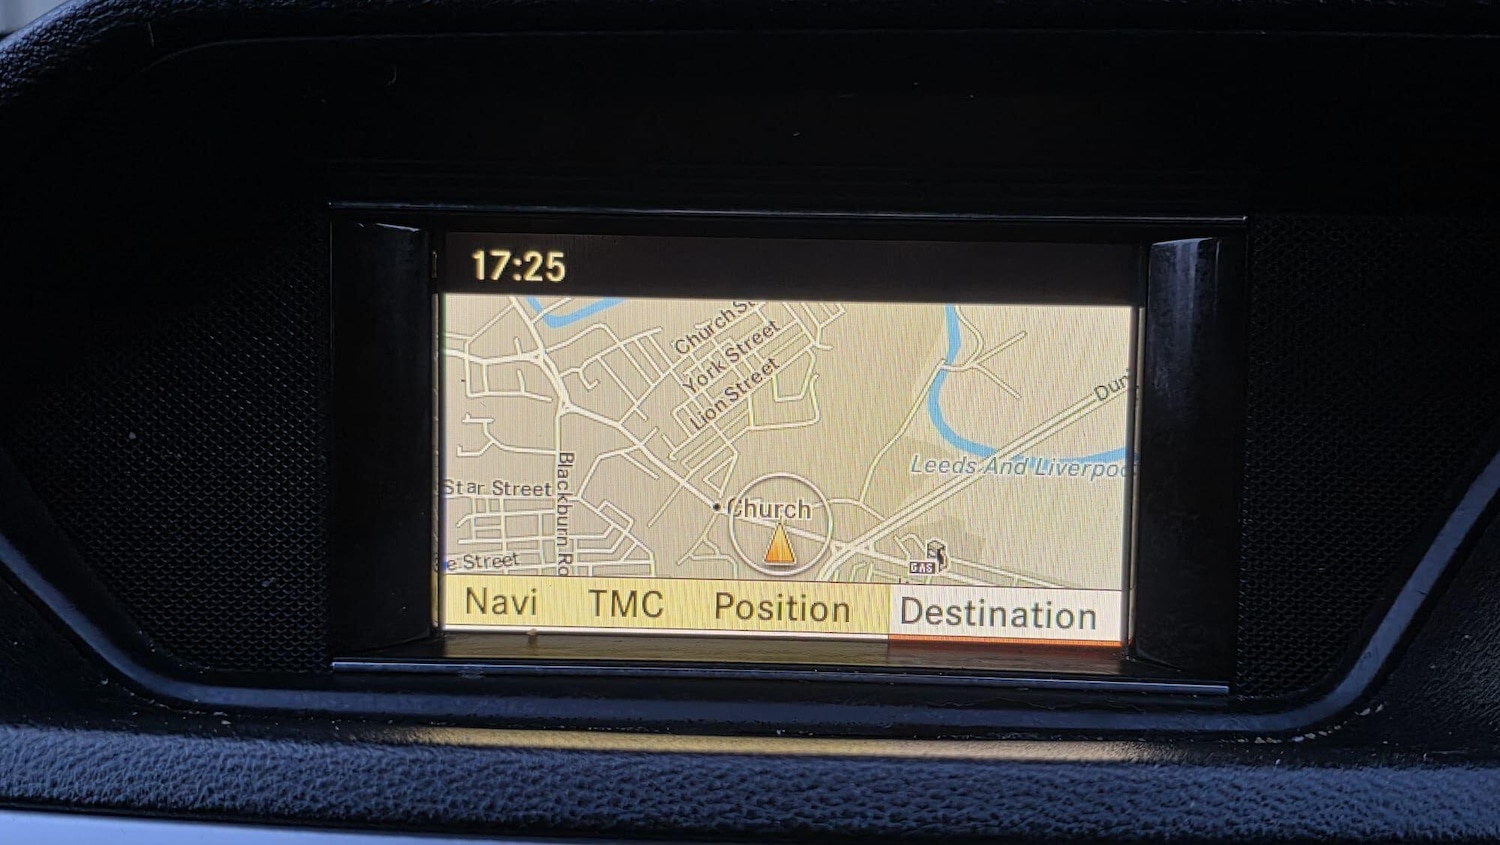 17:25
Church St
York Street
Lion Street
Leeds And Liverpoo
Blackburn Ro
Star Street
Church
e Street
GAS
Navi TMC Position Destination